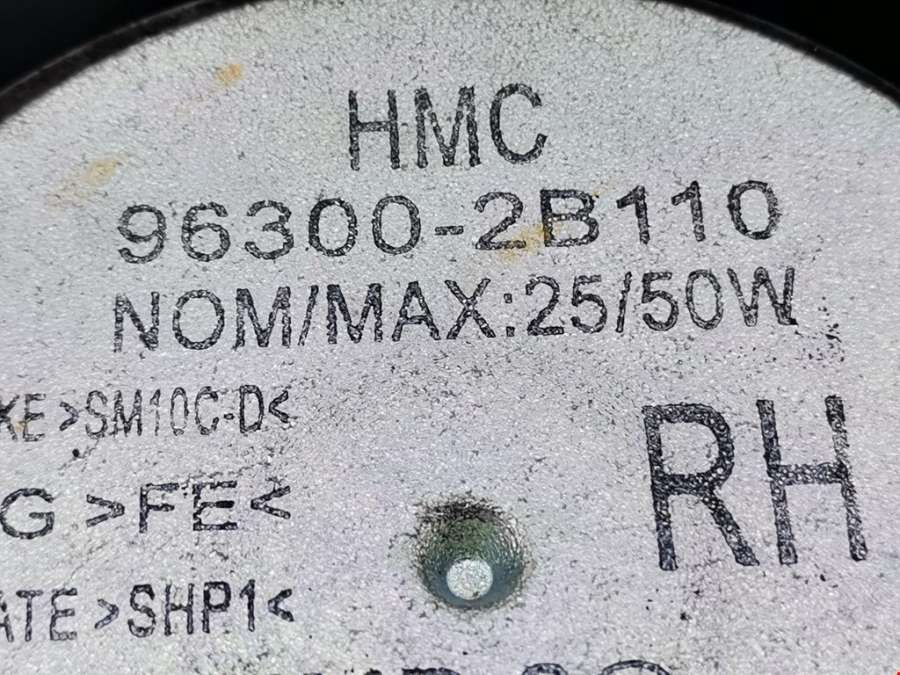 HMC
96300-2B110
NOM/MAX:25/50W
KE >SM10C-D<
RH
G >FE<
ATE >SHP1<